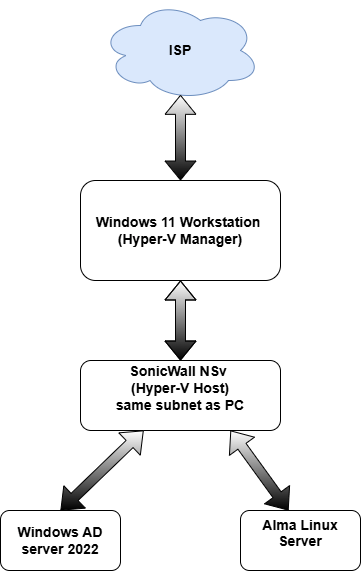 ISP
Windows 11 Workstation
(Hyper-V Manager)
SonicWall NSv
(Hyper-V Host)
same subnet as PC
Windows AD
server 2022
Alma Linux
Server